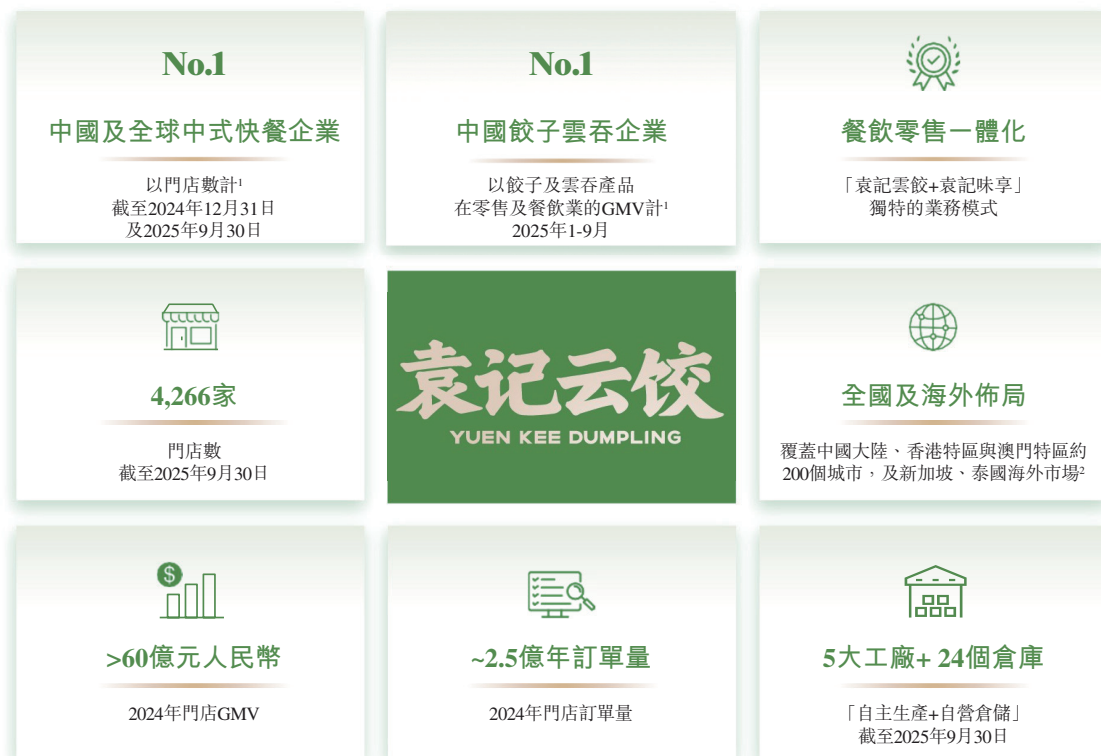 No.1
中國及全球中式快餐企業
以門店數計¹
截至2024年12月31日
及2025年9月30日
No.1
中國餃子雲吞企業
以餃子及雲吞產品
在零售及餐飲業的GMV計¹
2025年1-9月
餐飲零售一體化
「袁記雲餃+袁記味享」
獨特的業務模式
4,266家
門店數
截至2025年9月30日
袁记云饺
YUEN KEE DUMPLING
全國及海外佈局
覆蓋中國大陸、香港特區與澳門特區約
200個城市，及新加坡、泰國海外市場²
$
>60億元人民幣
2024年門店GMV
~2.5億年訂單量
2024年門店訂單量
5大工廠+ 24個倉庫
「自主生產+自營倉儲」
截至2025年9月30日